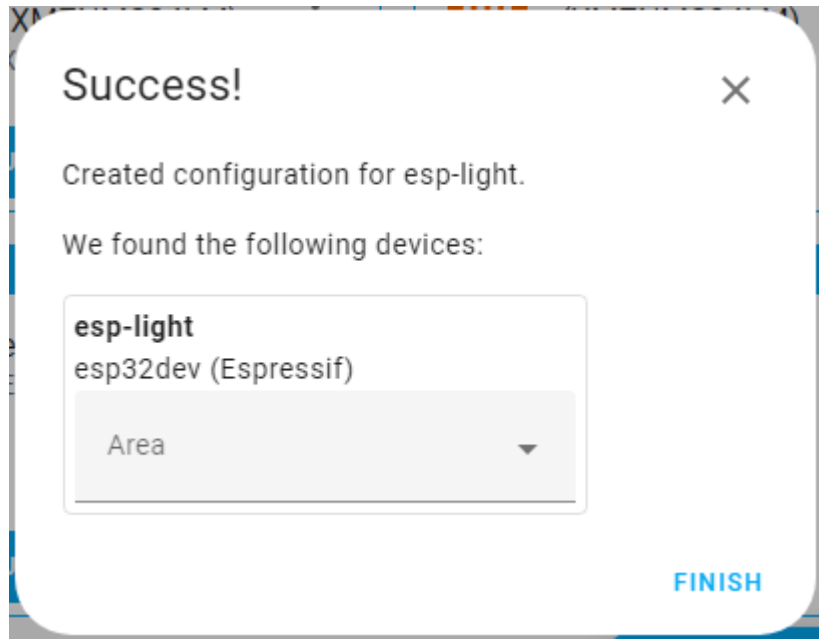 Success!
Created configuration for esp-light.
We found the following devices:
esp-light
esp32dev (Espressif)
Area
FINISH